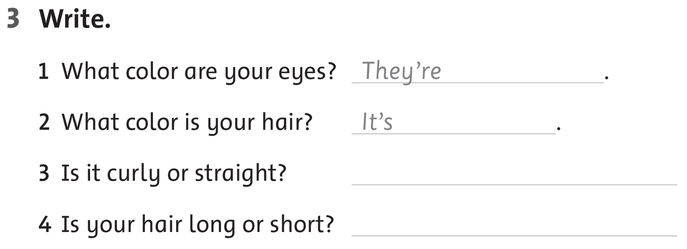 3 Write.
1 What color are your eyes? They're .
2 What color is your hair? It's .
3 Is it curly or straight?
4 Is your hair long or short?